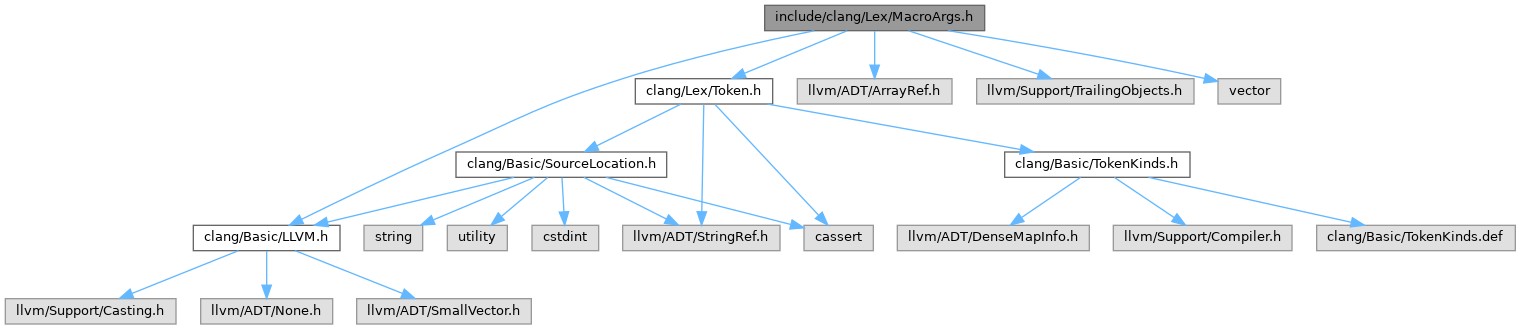 include/clang/Lex/MacroArgs.h
clang/Lex/Token.h
llvm/ADT/ArrayRef.h
llvm/Support/TrailingObjects.h
vector
clang/Basic/SourceLocation.h
clang/Basic/TokenKinds.h
clang/Basic/LLVM.h
string
utility
cstdint
llvm/ADT/StringRef.h
cassert
llvm/ADT/DenseMapInfo.h
llvm/Support/Compiler.h
clang/Basic/TokenKinds.def
llvm/Support/Casting.h
llvm/ADT/None.h
llvm/ADT/SmallVector.h